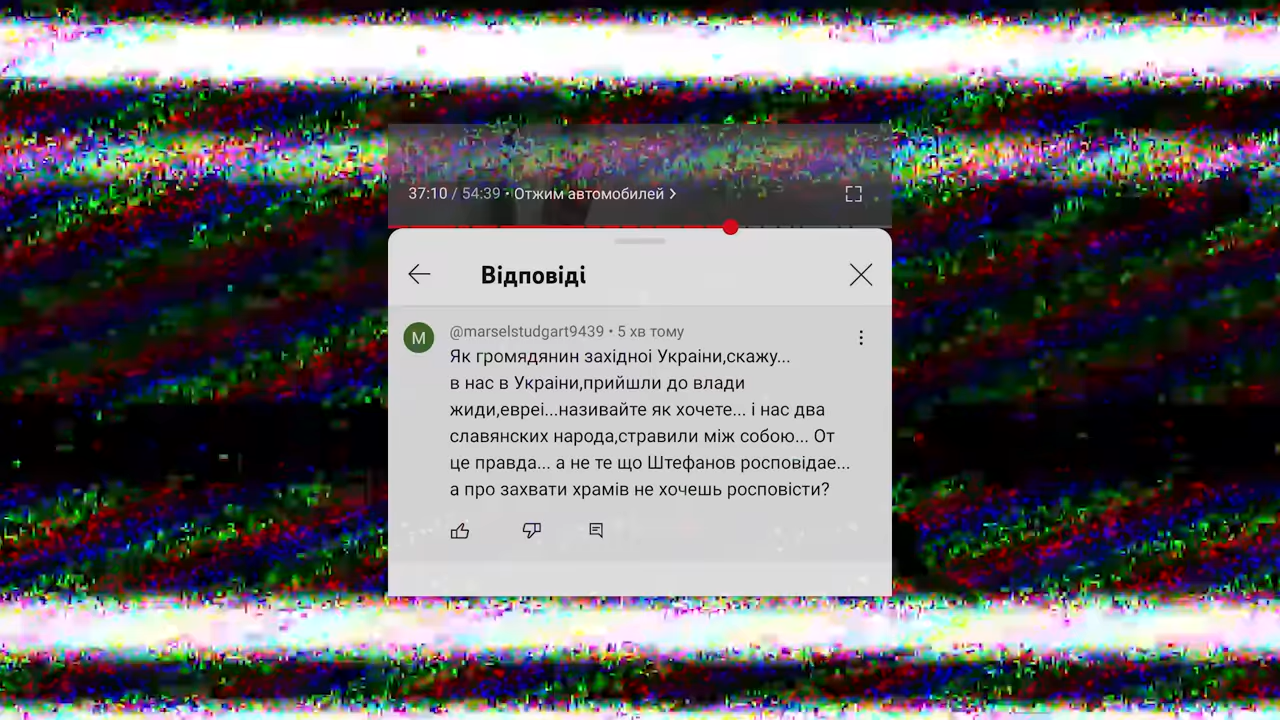 37:10 / 54:39 • Отжим автомобилей
Відповіді
M
@marselstudgart9439 • 5 хв тому
Як громядянин західноі Украіни,скажу...
в нас в Украіни,прийшли до влади
жиди,евреі...називайте як хочете... і нас два
славянских народа,стравили між собою... От
це правда... а не те що Штефанов росповідае...
а про захвати храмів не хочешь росповісти?